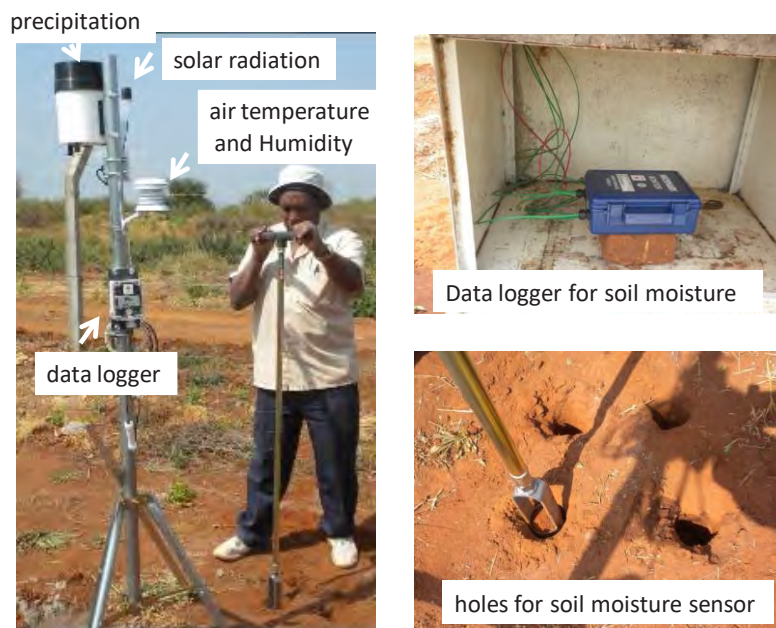 precipitation
solar radiation
air temperature
and Humidity
data logger
Data logger for soil moisture
holes for soil moisture sensor